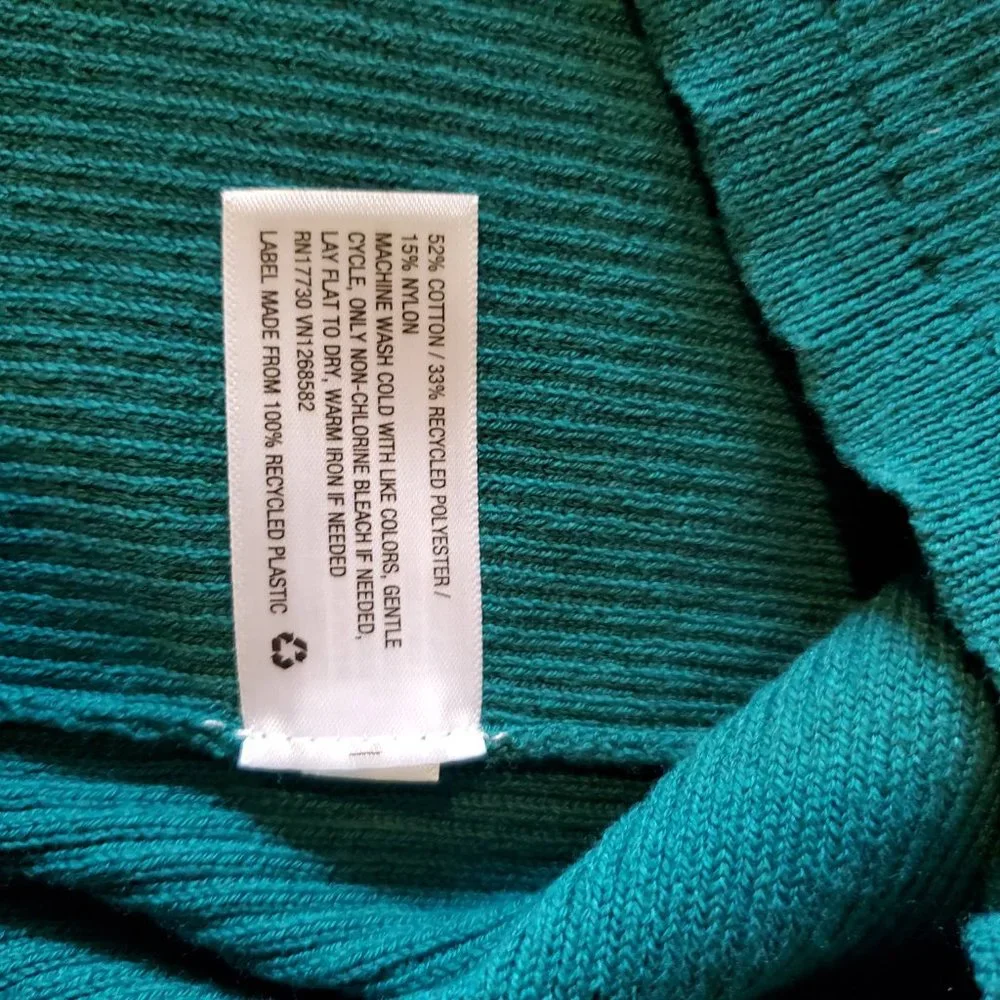 52% COTTON / 33% RECYCLED POLYESTER /
15% NYLON
MACHINE WASH COLD WITH LIKE COLORS, GENTLE
CYCLE, ONLY NON-CHLORINE BLEACH IF NEEDED,
LAY FLAT TO DRY, WARM IRON IF NEEDED
RN17730 VN1268582
LABEL MADE FROM 100% RECYCLED PLASTIC